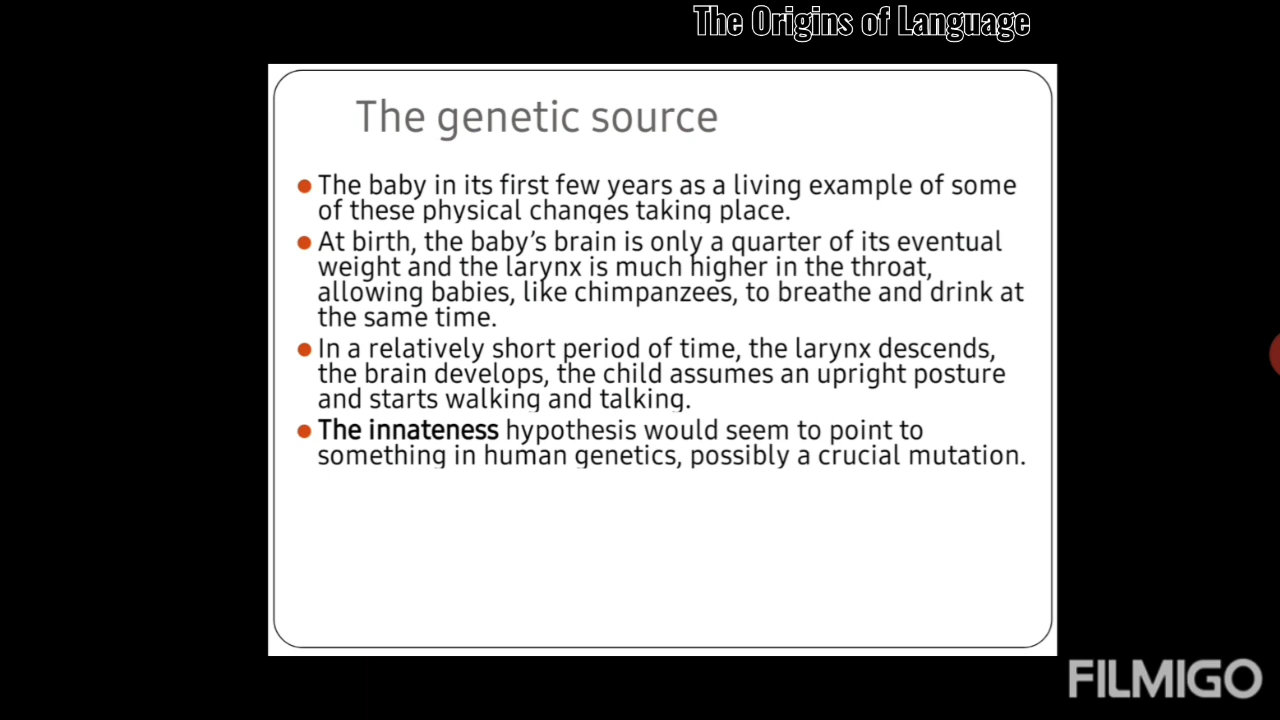 The Origins of Language
The genetic source
● The baby in its first few years as a living example of some
of these physical changes taking place.
● At birth, the baby's brain is only a quarter of its eventual
weight and the larynx is much higher in the throat,
allowing babies, like chimpanzees, to breathe and drink at
the same time.
● In a relatively short period of time, the larynx descends,
the brain develops, the child assumes an upright posture
and starts walking and talking.
● The innateness hypothesis would seem to point to
something in human genetics, possibly a crucial mutation.
FILMIGO